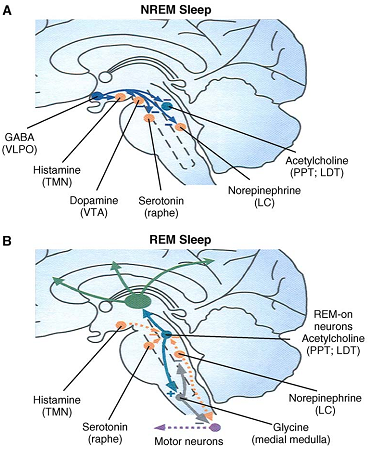 A
NREM Sleep
GABA
(VLPO)
Histamine
(TMN)
Dopamine
(VTA)
Serotonin
(raphe)
Norepinephrine
(LC)
Acetylcholine
(PPT; LDT)
B
REM Sleep
REM-on
neurons
Acetylcholine
(PPT; LDT)
Histamine
(TMN)
Serotonin
(raphe)
Norepinephrine
(LC)
Glycine
(medial medulla)
Motor neurons